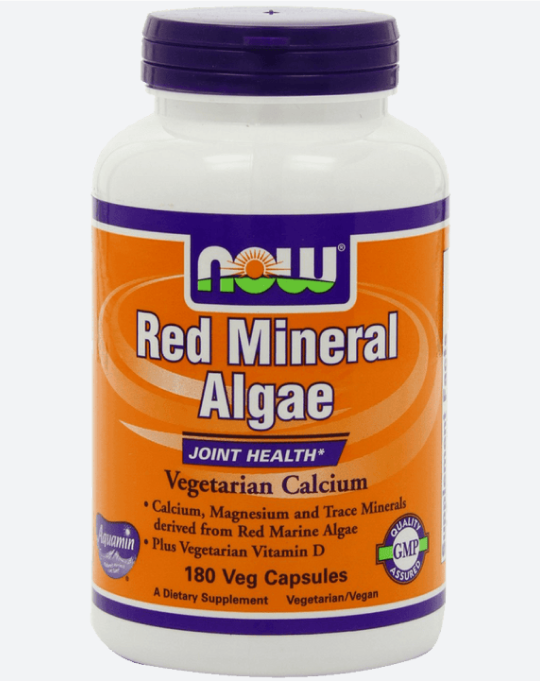 NOW®
Red Mineral
Algae
JOINT HEALTH*
Vegetarian Calcium
• Calcium, Magnesium and Trace Minerals
derived from Red Marine Algae
• Plus Vegetarian Vitamin D
Aquamin
®
QUALITY
GMP
ASSURED
180 Veg Capsules
A Dietary Supplement Vegetarian/Vegan